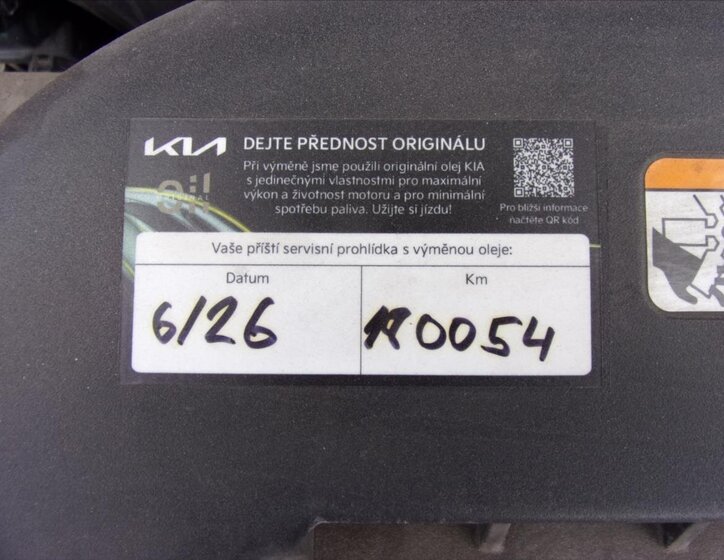 KIA
DEJTE PŘEDNOST ORIGINÁLU
Při výměně jsme použili originální olej KIA
s jedinečnými vlastnostmi pro maximální
výkon a životnost motoru a pro minimální
spotřebu paliva. Užijte si jízdu!
Pro bližší informace
načtěte QR kód
Vaše příští servisní prohlídka s výměnou oleje:
Datum
Km
6/26